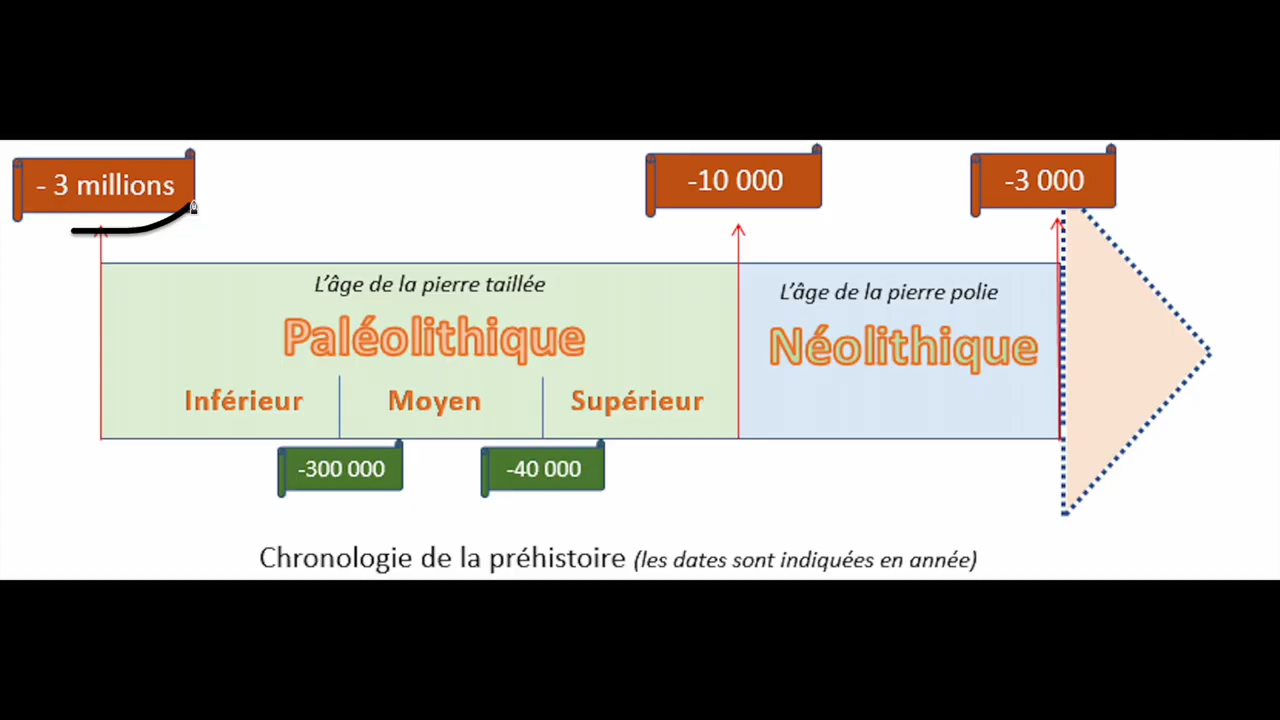 - 3 millions
-10 000
-3 000
L'âge de la pierre taillée
L'âge de la pierre polie
Paléolithique
Néolithique
Inférieur
Moyen
Supérieur
-300 000
-40 000
Chronologie de la préhistoire (les dates sont indiquées en année)